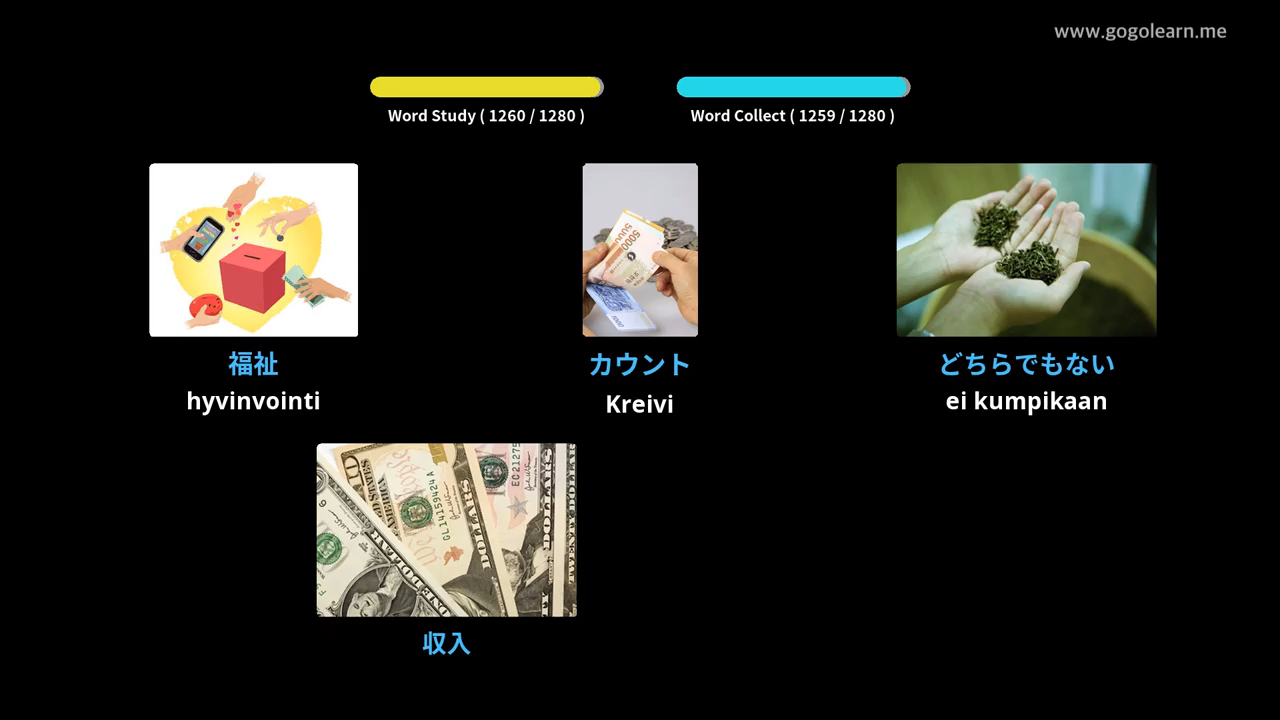 www.gogolearn.me
Word Study ( 1260 / 1280 )
Word Collect ( 1259 / 1280 )
福祉
カウント
どちらでもない
hyvinvointi
Kreivi
ei kumpikaan
収入